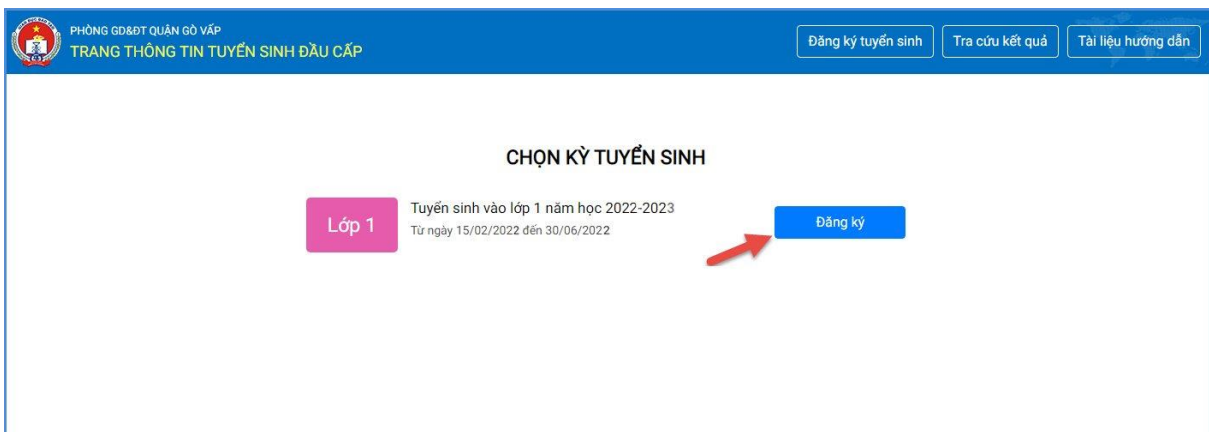 PHÒNG GD&ĐT QUẬN GÒ VẤP
TRANG THÔNG TIN TUYỂN SINH ĐẦU CẤP
Đăng ký tuyển sinh
Tra cứu kết quả
Tài liệu hướng dẫn
CHỌN KỲ TUYỂN SINH
Lớp 1
Tuyển sinh vào lớp 1 năm học 2022-2023
Từ ngày 15/02/2022 đến 30/06/2022
Đăng ký